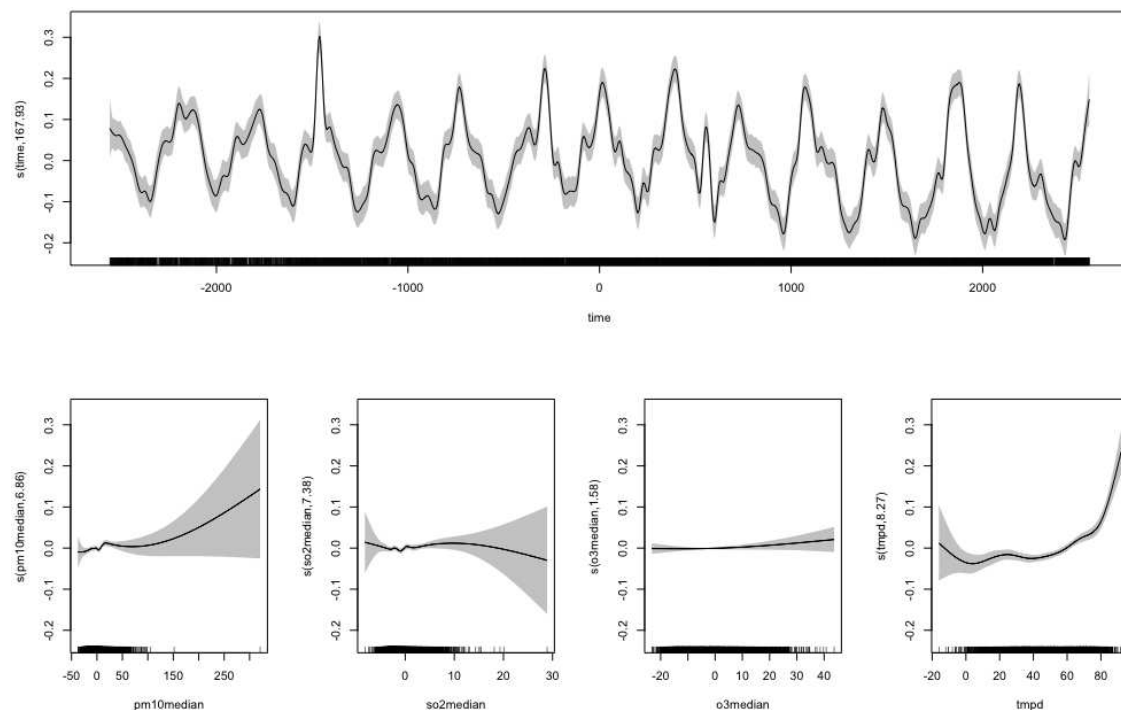 s(time,167.93)
0.3
0.2
0.1
0.0
-0.1
-0.2
-2000 -1000 0 1000 2000
time
s(pm10median,6.86)
0.3
0.2
0.1
0.0
-0.1
-0.2
-50 0 50 150 250
pm10median
s(so2median,7.38)
0.3
0.2
0.1
0.0
-0.1
-0.2
0 10 20 30
so2median
s(o3median,1.58)
0.3
0.2
0.1
0.0
-0.1
-0.2
-20 0 20 40
o3median
s(tmpd,8.27)
0.3
0.2
0.1
0.0
-0.1
-0.2
-20 0 20 40 60 80
tmpd